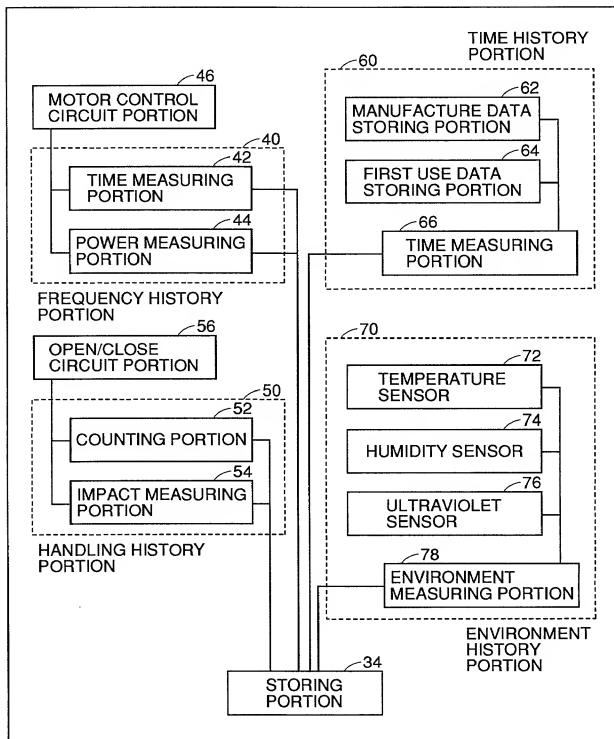 TIME HISTORY
PORTION
60
46
MOTOR CONTROL
CIRCUIT PORTION
40
42
TIME MEASURING
PORTION
44
POWER MEASURING
PORTION
FREQUENCY HISTORY
PORTION
62
MANUFACTURE DATA
STORING PORTION
64
FIRST USE DATA
STORING PORTION
66
TIME MEASURING
PORTION
56
OPEN/CLOSE
CIRCUIT PORTION
50
52
COUNTING PORTION
54
IMPACT MEASURING
PORTION
HANDLING HISTORY
PORTION
70
72
TEMPERATURE
SENSOR
74
HUMIDITY SENSOR
76
ULTRAVIOLET
SENSOR
78
ENVIRONMENT
MEASURING PORTION
ENVIRONMENT
HISTORY
PORTION
34
STORING
PORTION